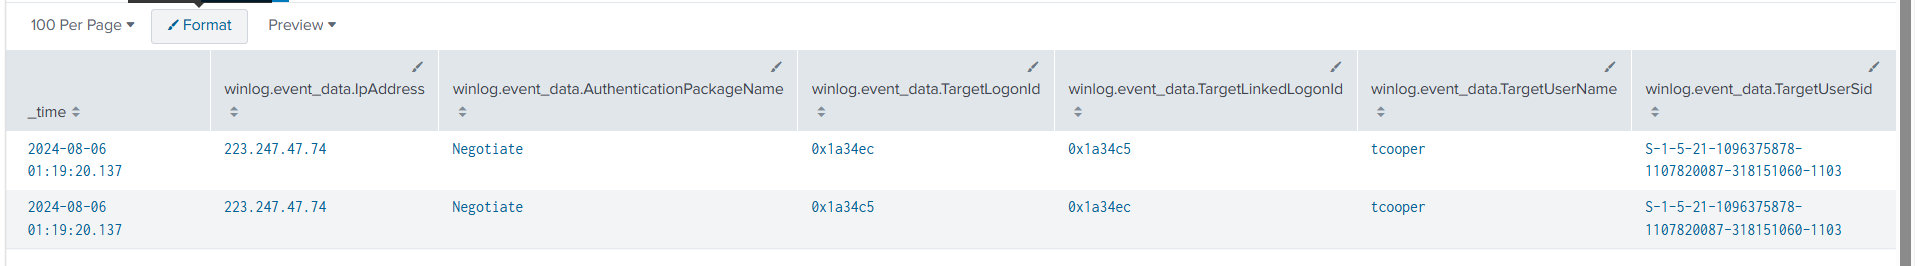 100 Per Page Format Preview
winlog.event_data.IpAddress winlog.event_data.AuthenticationPackageName winlog.event_data.TargetLogonId winlog.event_data.TargetLinkedLogonId winlog.event_data.TargetUserName winlog.event_data.TargetUserSid
_time
2024-08-06 223.247.47.74 Negotiate 0x1a34ec 0x1a34c5 tcooper S-1-5-21-1096375878-
01:19:20.137 1107820087-318151060-1103
2024-08-06 223.247.47.74 Negotiate 0x1a34c5 0x1a34ec tcooper S-1-5-21-1096375878-
01:19:20.137 1107820087-318151060-1103